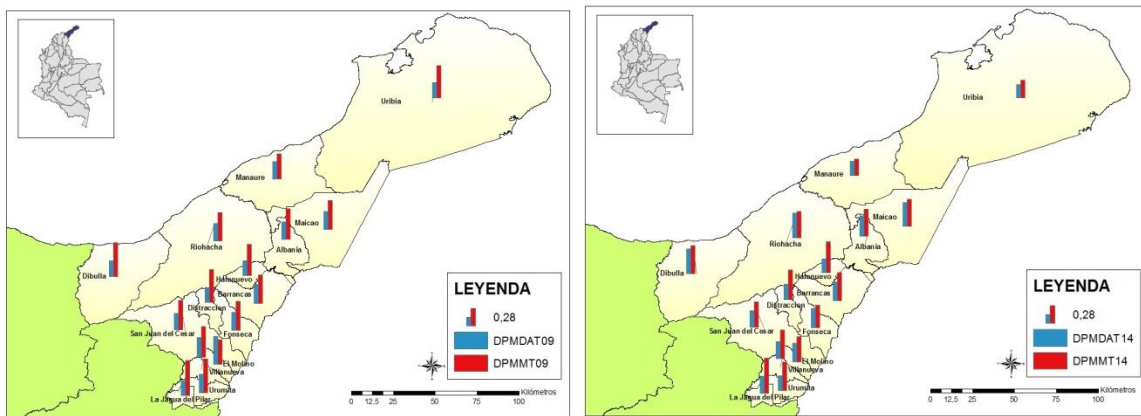 Uribia
Manaure
Maicao
Riohacha
Albania
Dibulla
Hatonuevo
Barrancas
Distraccion
San Juan del Cesar
Fonseca
El Molino
Villanueva
Urumita
La Jagua del Pilar
LEYENDA
0,28
DPMDAT09
DPMMT09
Kilómetros
0 12,5 25 50 75 100
Uribia
Manaure
Maicao
Riohacha
Albania
Dibulla
Hatonuevo
Barrancas
Distraccion
San Juan del Cesar
Fonseca
El Molino
Villanueva
Urumita
La Jagua del Pilar
LEYENDA
0,28
DPMDAT14
DPMMT14
Kilómetros
0 12,5 25 50 75 100